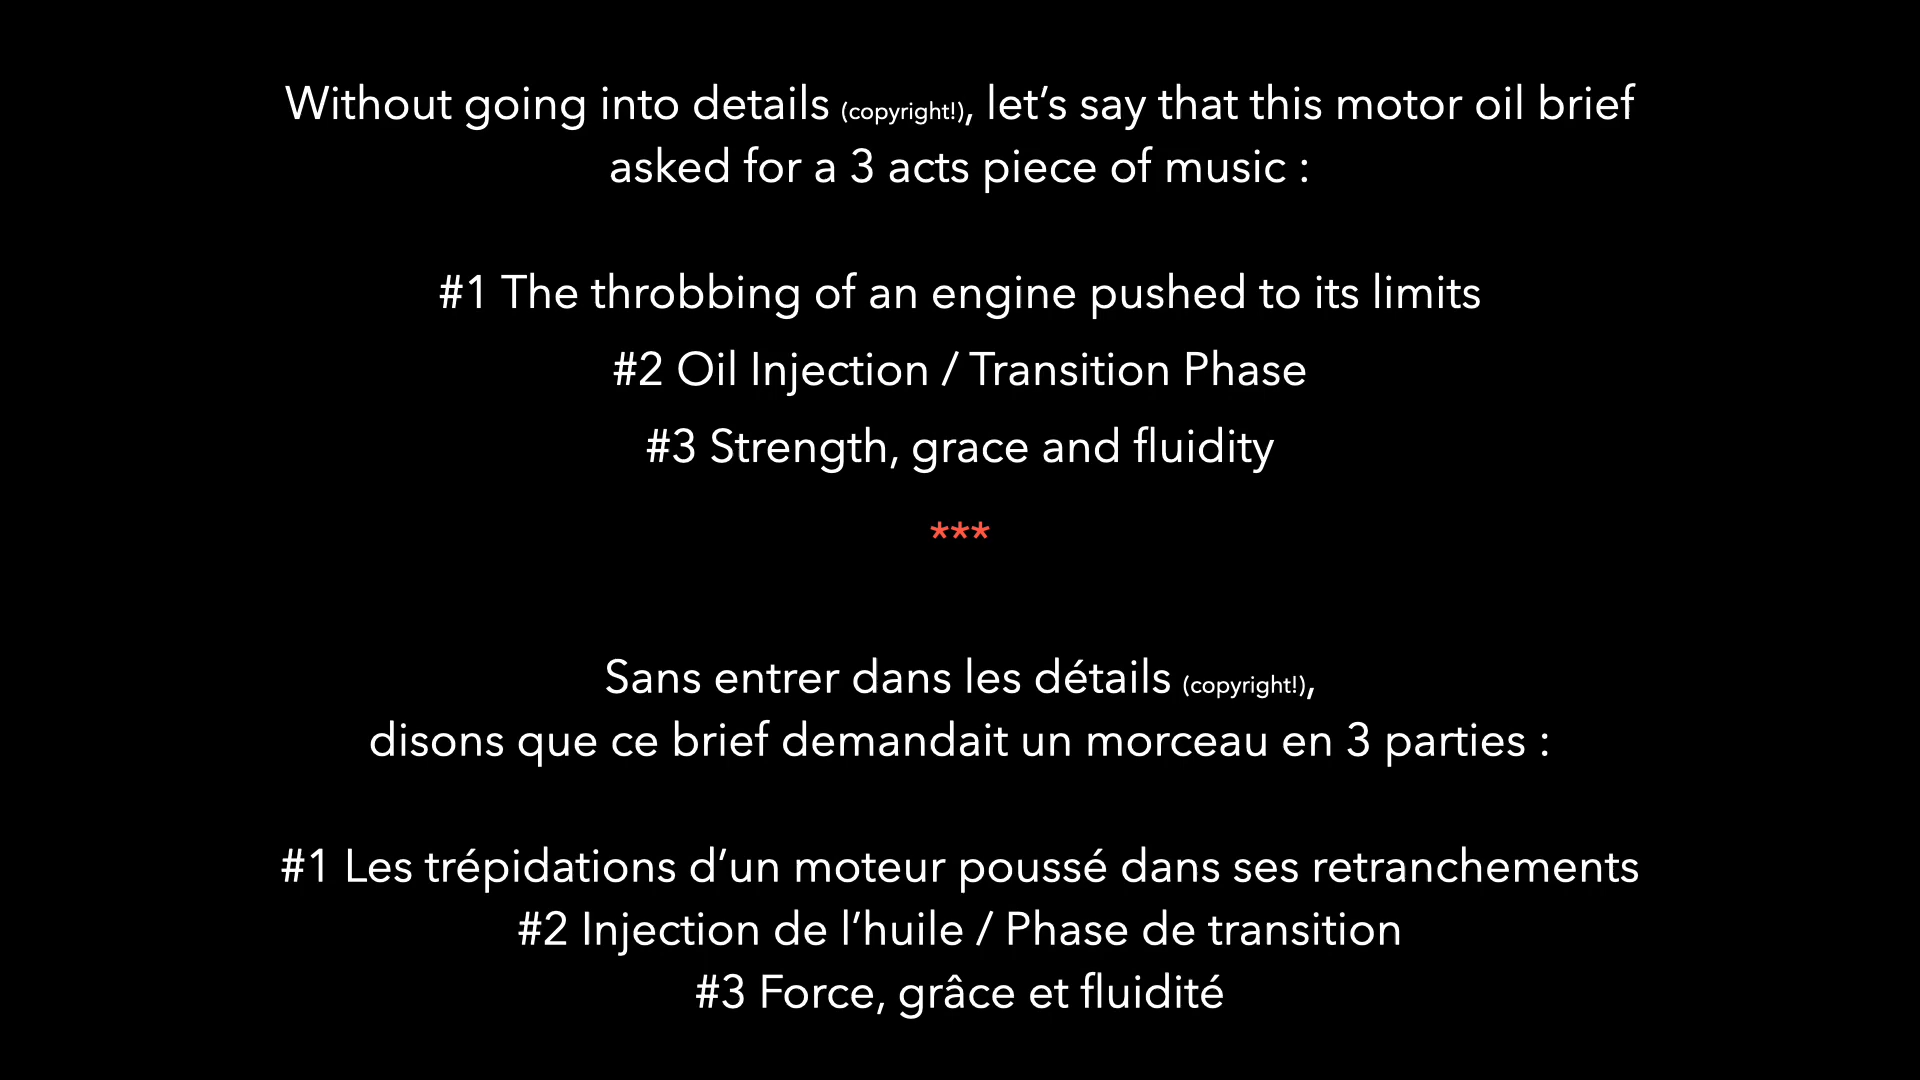 Without going into details (copyright!), let’s say that this motor oil brief
asked for a 3 acts piece of music :
#1 The throbbing of an engine pushed to its limits
#2 Oil Injection / Transition Phase
#3 Strength, grace and fluidity
***
Sans entrer dans les détails (copyright!),
disons que ce brief demandait un morceau en 3 parties :
#1 Les trépidations d’un moteur poussé dans ses retranchements
#2 Injection de l’huile / Phase de transition
#3 Force, grâce et fluidité